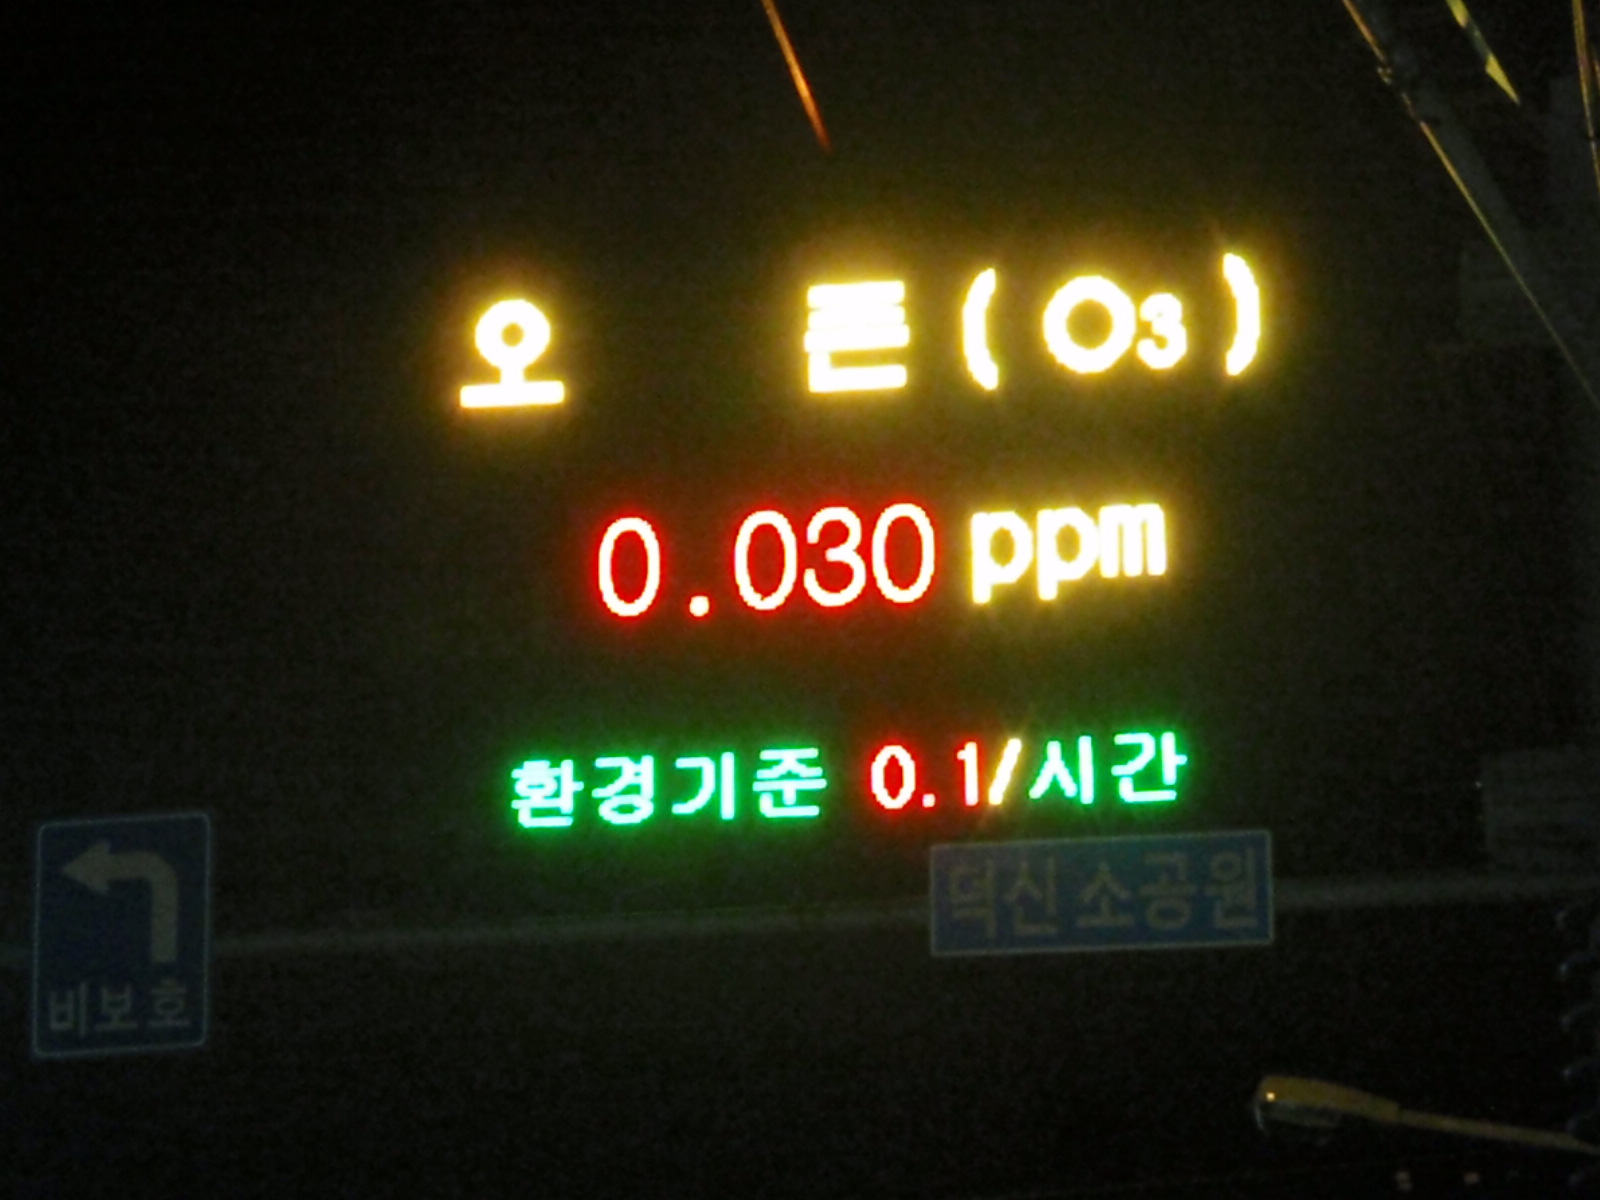 오 존 (O3)
0.030 ppm
환경기준 0.1/시간
덕신소공원
비보호